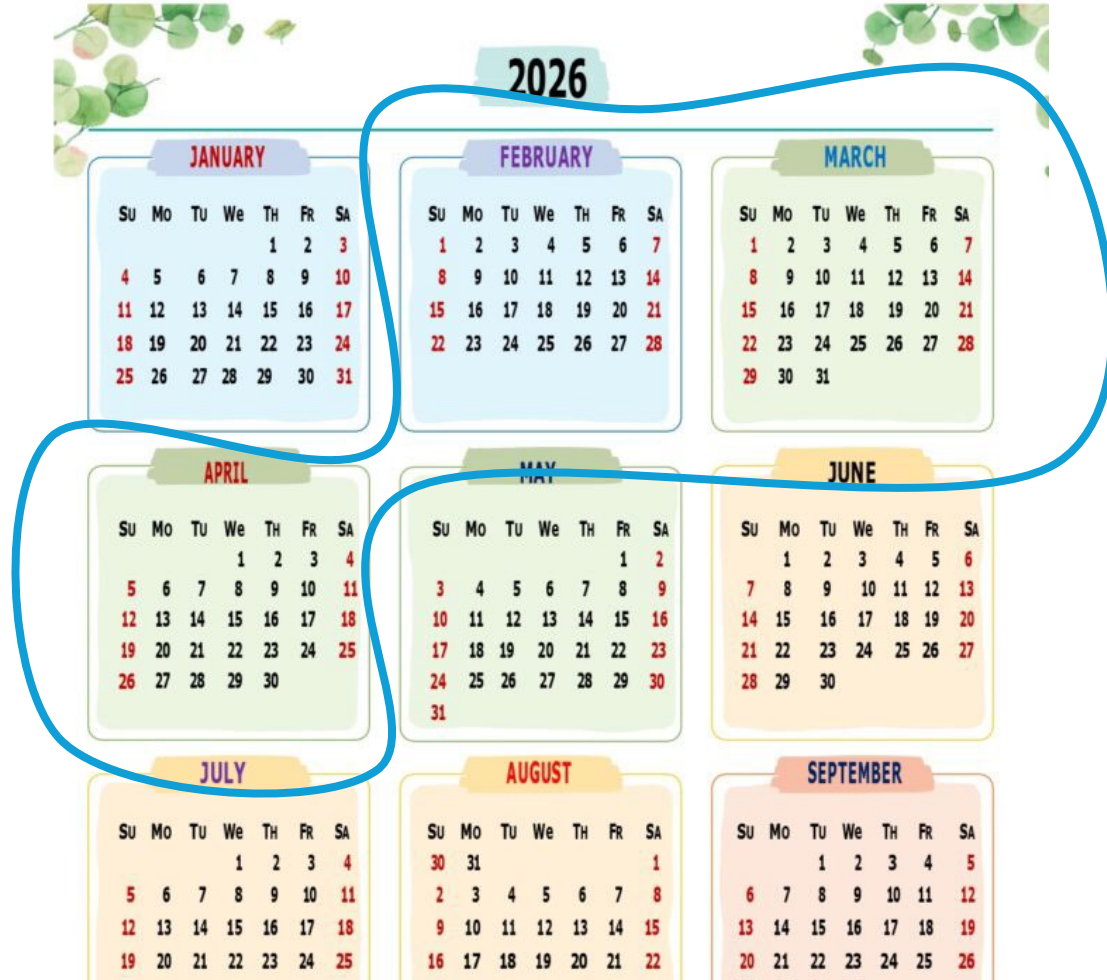 2026
JANUARY FEBRUARY MARCH
Su Mo Tu We Th Fr Sa Su Mo Tu We Th Fr Sa Su Mo Tu We Th Fr Sa
1 2 3 1 2 3 4 5 6 7 1 2 3 4 5 6 7
4 5 6 7 8 9 10 8 9 10 11 12 13 14 8 9 10 11 12 13 14
11 12 13 14 15 16 17 15 16 17 18 19 20 21 15 16 17 18 19 20 21
18 19 20 21 22 23 24 22 23 24 25 26 27 28 22 23 24 25 26 27 28
25 26 27 28 29 30 31 29 30 31
APRIL MAY JUNE
Su Mo Tu We Th Fr Sa Su Mo Tu We Th Fr Sa Su Mo Tu We Th Fr Sa
1 2 3 4 1 2 1 2 3 4 5 6
5 6 7 8 9 10 11 3 4 5 6 7 8 9 7 8 9 10 11 12 13
12 13 14 15 16 17 18 10 11 12 13 14 15 16 14 15 16 17 18 19 20
19 20 21 22 23 24 25 17 18 19 20 21 22 23 21 22 23 24 25 26 27
26 27 28 29 30 24 25 26 27 28 29 30 28 29 30
31
JULY AUGUST SEPTEMBER
Su Mo Tu We Th Fr Sa Su Mo Tu We Th Fr Sa Su Mo Tu We Th Fr Sa
1 2 3 4 30 31 1 1 2 3 4 5
5 6 7 8 9 10 11 2 3 4 5 6 7 8 6 7 8 9 10 11 12
12 13 14 15 16 17 18 9 10 11 12 13 14 15 13 14 15 16 17 18 19
19 20 21 22 23 24 25 16 17 18 19 20 21 22 20 21 22 23 24 25 26